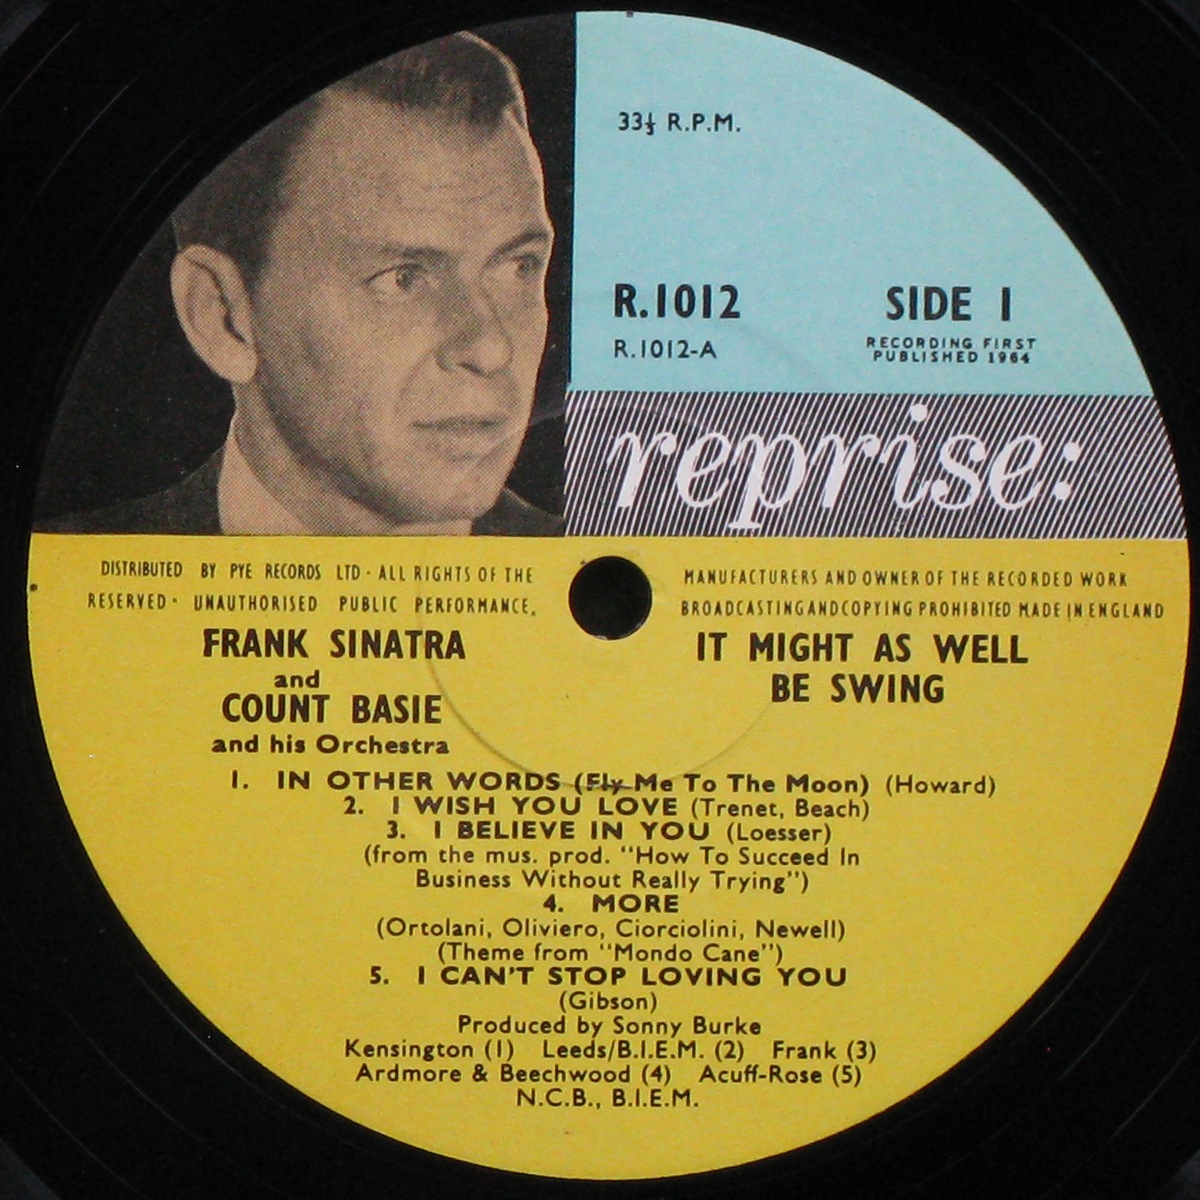 33⅓ R.P.M.
R.1012
SIDE 1
R.1012-A
RECORDING FIRST
PUBLISHED 1964
reprise:
DISTRIBUTED BY PYE RECORDS LTD · ALL RIGHTS OF THE MANUFACTURERS AND OWNER OF THE RECORDED WORK
RESERVED · UNAUTHORISED PUBLIC PERFORMANCE, BROADCASTING AND COPYING PROHIBITED MADE IN ENGLAND
FRANK SINATRA
and
COUNT BASIE
and his Orchestra
IT MIGHT AS WELL
BE SWING
1. IN OTHER WORDS (Fly Me To The Moon) (Howard)
2. I WISH YOU LOVE (Trenet, Beach)
3. I BELIEVE IN YOU (Loesser)
(from the mus. prod. "How To Succeed In
Business Without Really Trying")
4. MORE
(Ortolani, Oliviero, Ciorciolini, Newell)
(Theme from "Mondo Cane")
5. I CAN'T STOP LOVING YOU
(Gibson)
Produced by Sonny Burke
Kensington (1) Leeds/B.I.E.M. (2) Frank (3)
Ardmore & Beechwood (4) Acuff-Rose (5)
N.C.B., B.I.E.M.